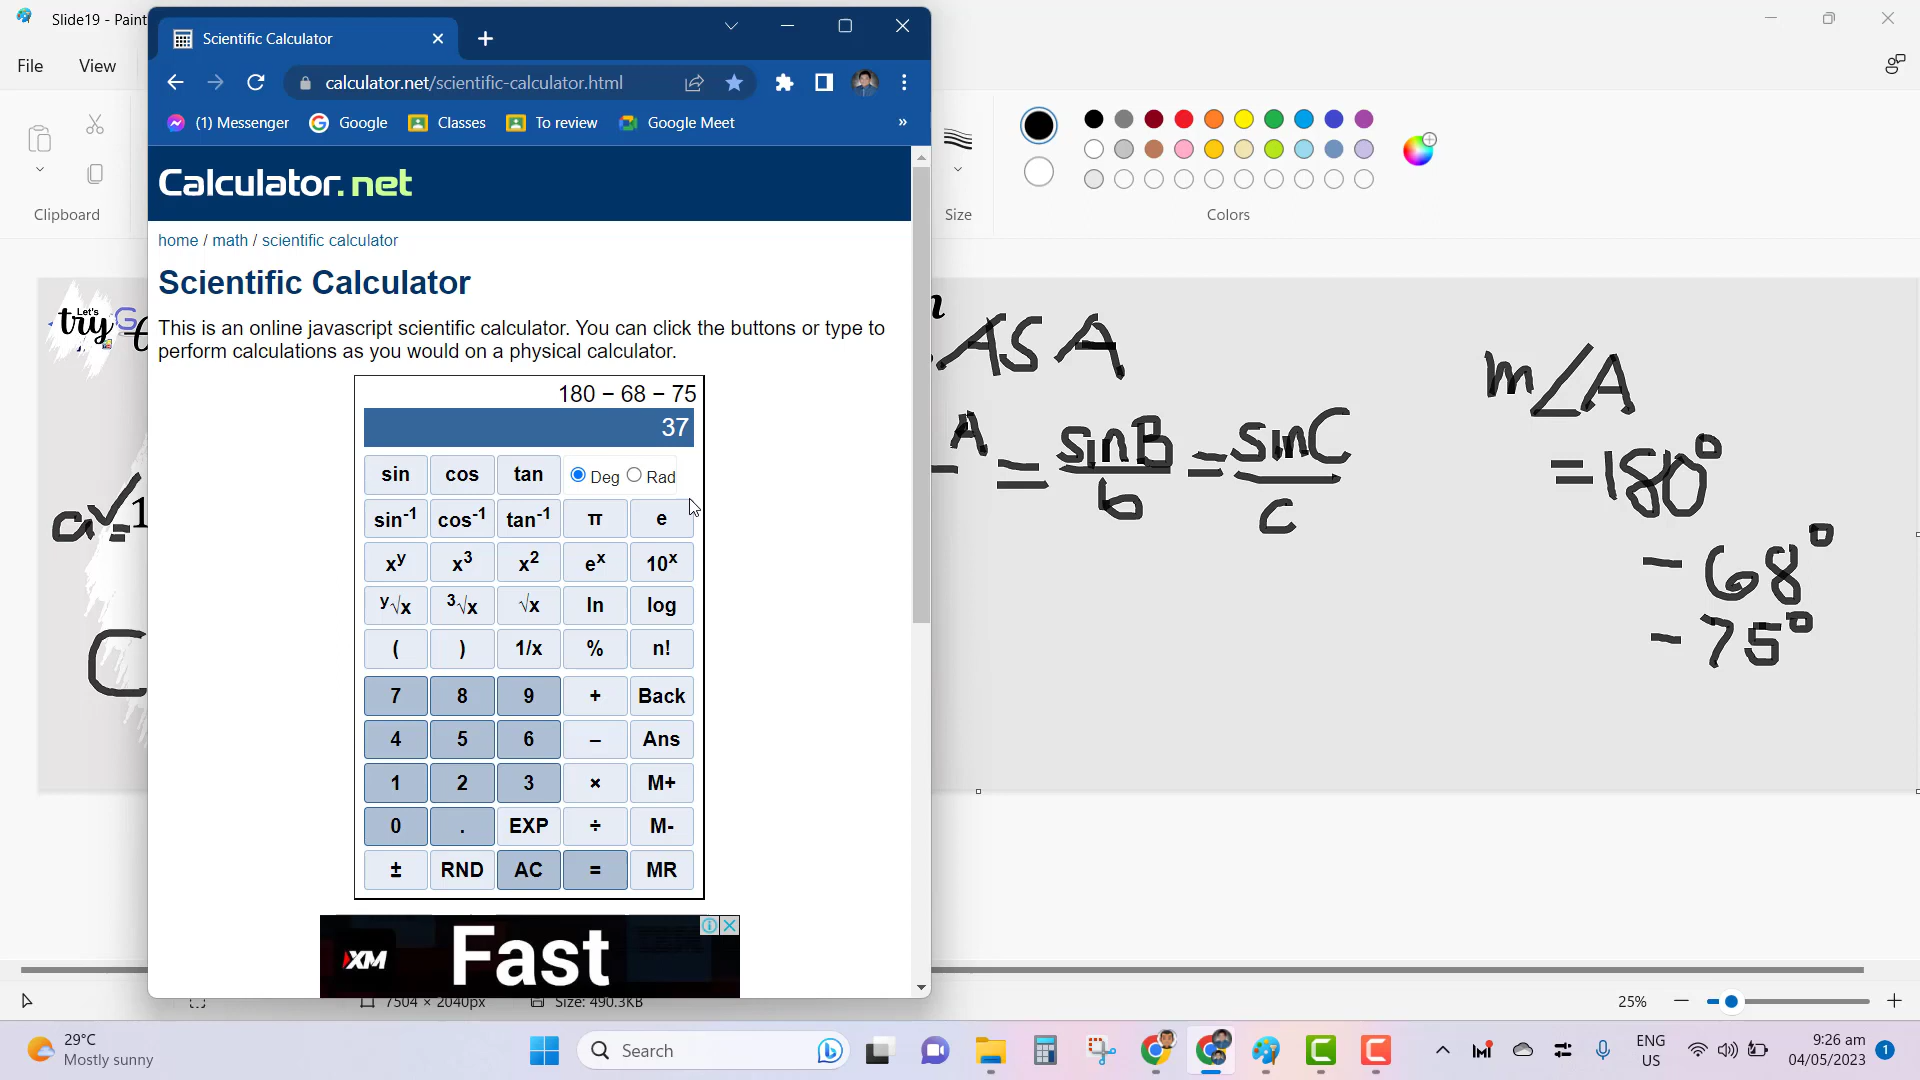 Slide19 - Paint
File
View
Clipboard
Size
Colors
Scientific Calculator
calculator.net/scientific-calculator.html
(1) Messenger
Google
Classes
To review
Google Meet
»
Calculator.net
home / math / scientific calculator
Scientific Calculator
This is an online javascript scientific calculator. You can click the buttons or type to
perform calculations as you would on a physical calculator.
180 − 68 − 75
37
sin cos tan Deg Rad
sin⁻¹ cos⁻¹ tan⁻¹ π e
xʸ x³ x² eˣ 10ˣ
ʸ√x ³√x √x ln log
( ) 1/x % n!
7 8 9 + Back
4 5 6 – Ans
1 2 3 × M+
0 . EXP ÷ M-
± RND AC = MR
XM
Fast
Let's
try
a = 1
ASA
A = sinB = sinC
b c
m∠A
= 180°
- 68°
- 75°
7504 × 2040px
Size: 490.3KB
25%
29°C
Mostly sunny
Search
ENG
US
9:26 am
04/05/2023
1